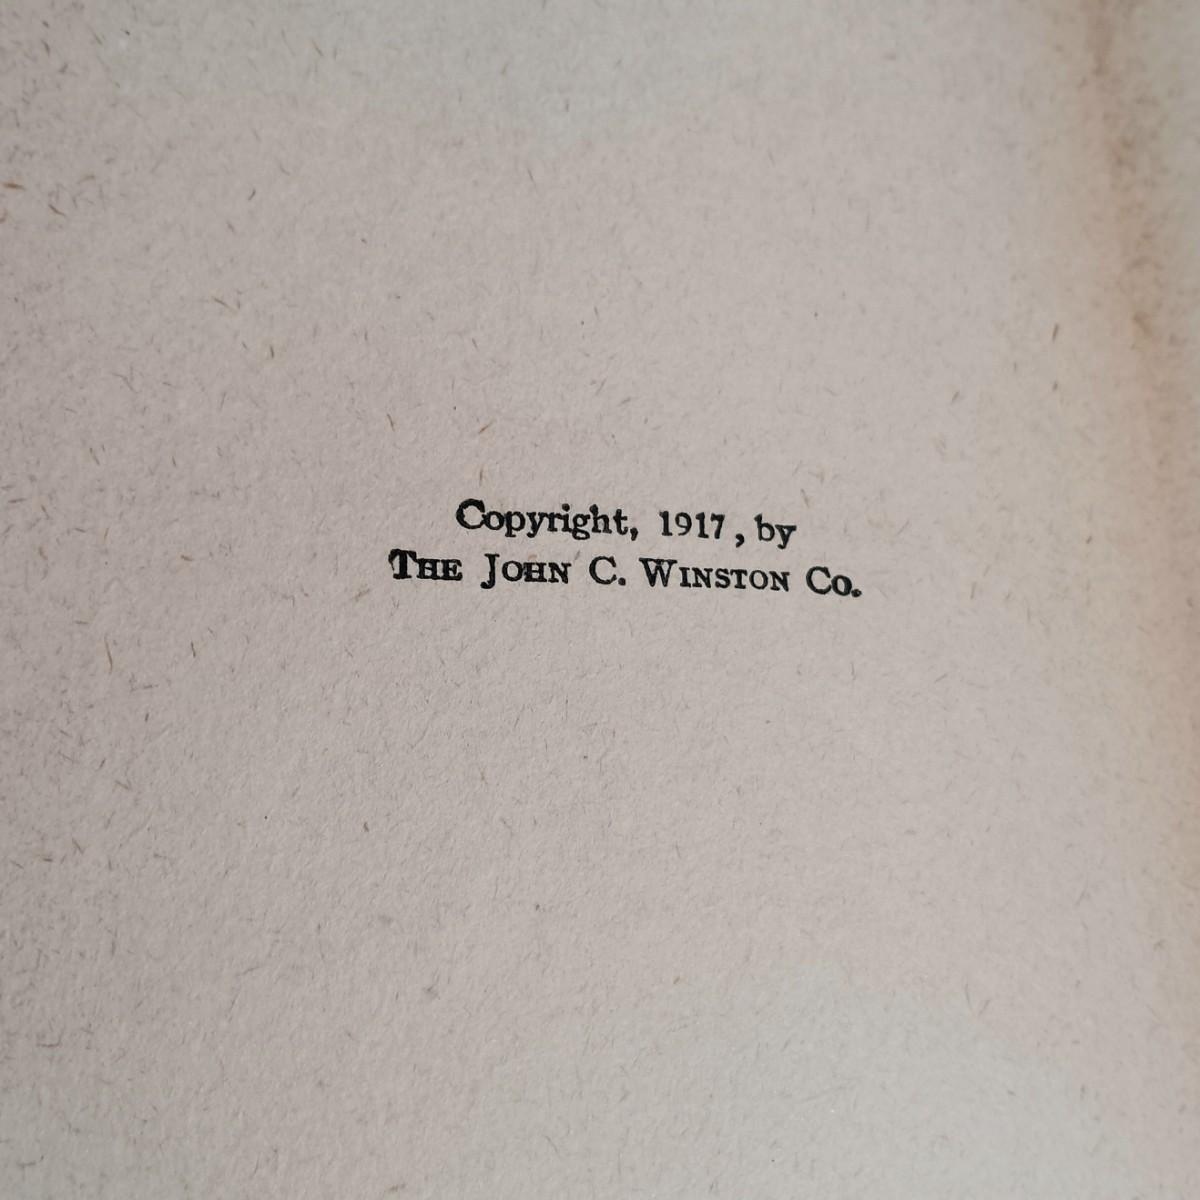 Copyright, 1917, by
THE JOHN C. WINSTON CO.